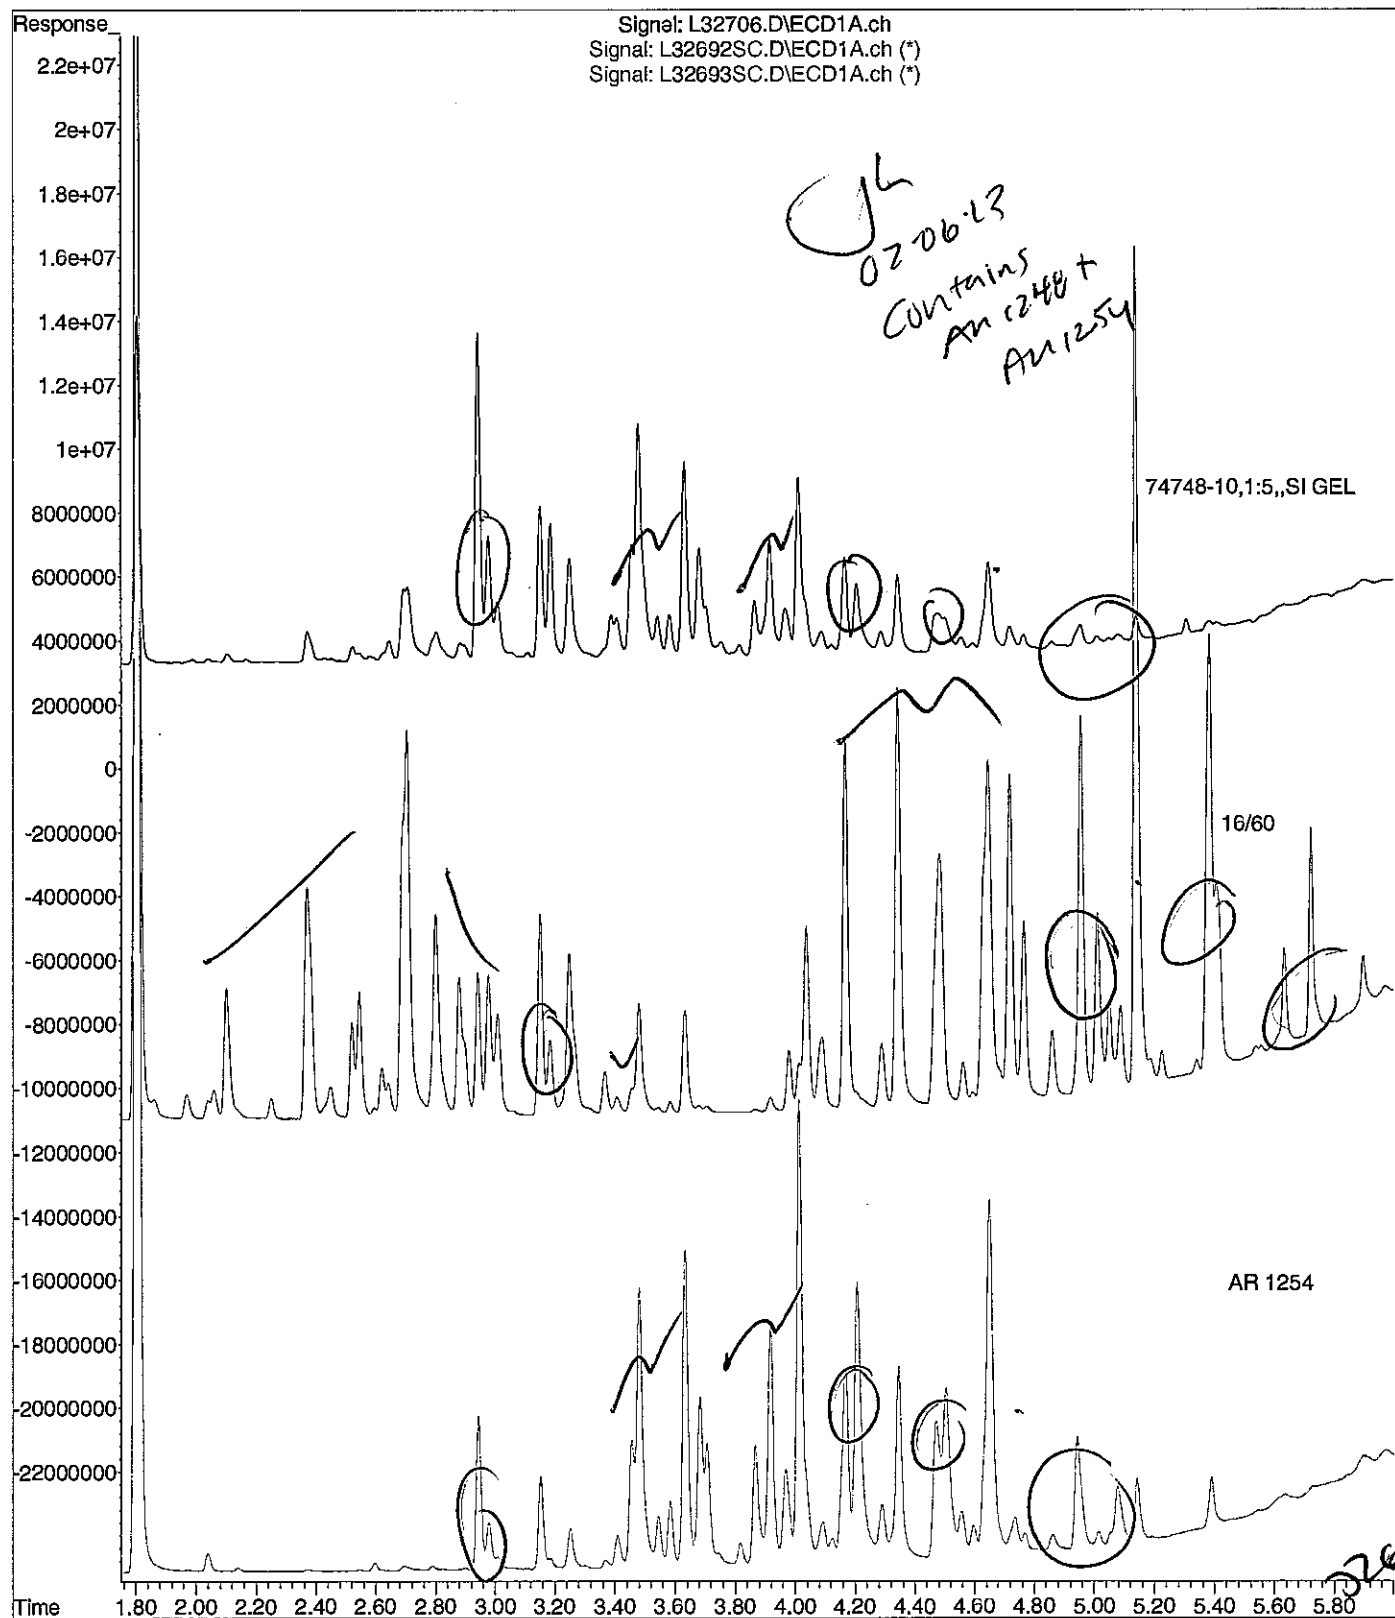 Response_
Signal: L32706.D\ECD1A.ch
Signal: L32692SC.D\ECD1A.ch (*)
Signal: L32693SC.D\ECD1A.ch (*)
2.2e+07
2e+07
1.8e+07
1.6e+07
1.4e+07
1.2e+07
1e+07
8000000
6000000
4000000
2000000
0
-2000000
-4000000
-6000000
-8000000
-10000000
-12000000
-14000000
-16000000
-18000000
-20000000
-22000000
02-06-13
Contains
AR 1248 +
AR 1254
74748-10,1:5,,SI GEL
16/60
AR 1254
Time 1.80 2.00 2.20 2.40 2.60 2.80 3.00 3.20 3.40 3.60 3.80 4.00 4.20 4.40 4.60 4.80 5.00 5.20 5.40 5.60 5.80